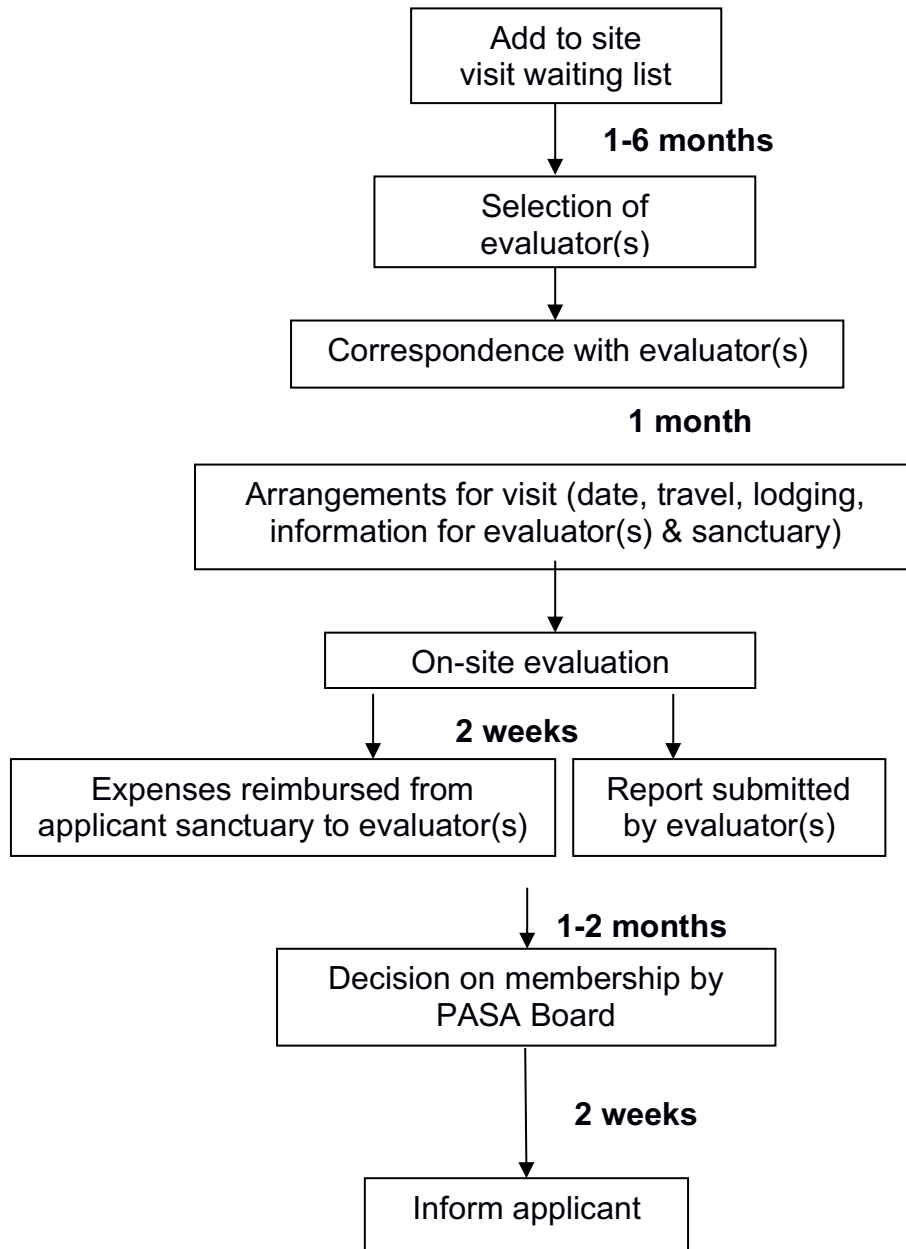 Add to site
visit waiting list
1-6 months
Selection of
evaluator(s)
Correspondence with evaluator(s)
1 month
Arrangements for visit (date, travel, lodging,
information for evaluator(s) & sanctuary)
On-site evaluation
2 weeks
Expenses reimbursed from
applicant sanctuary to evaluator(s)
Report submitted
by evaluator(s)
1-2 months
Decision on membership by
PASA Board
2 weeks
Inform applicant